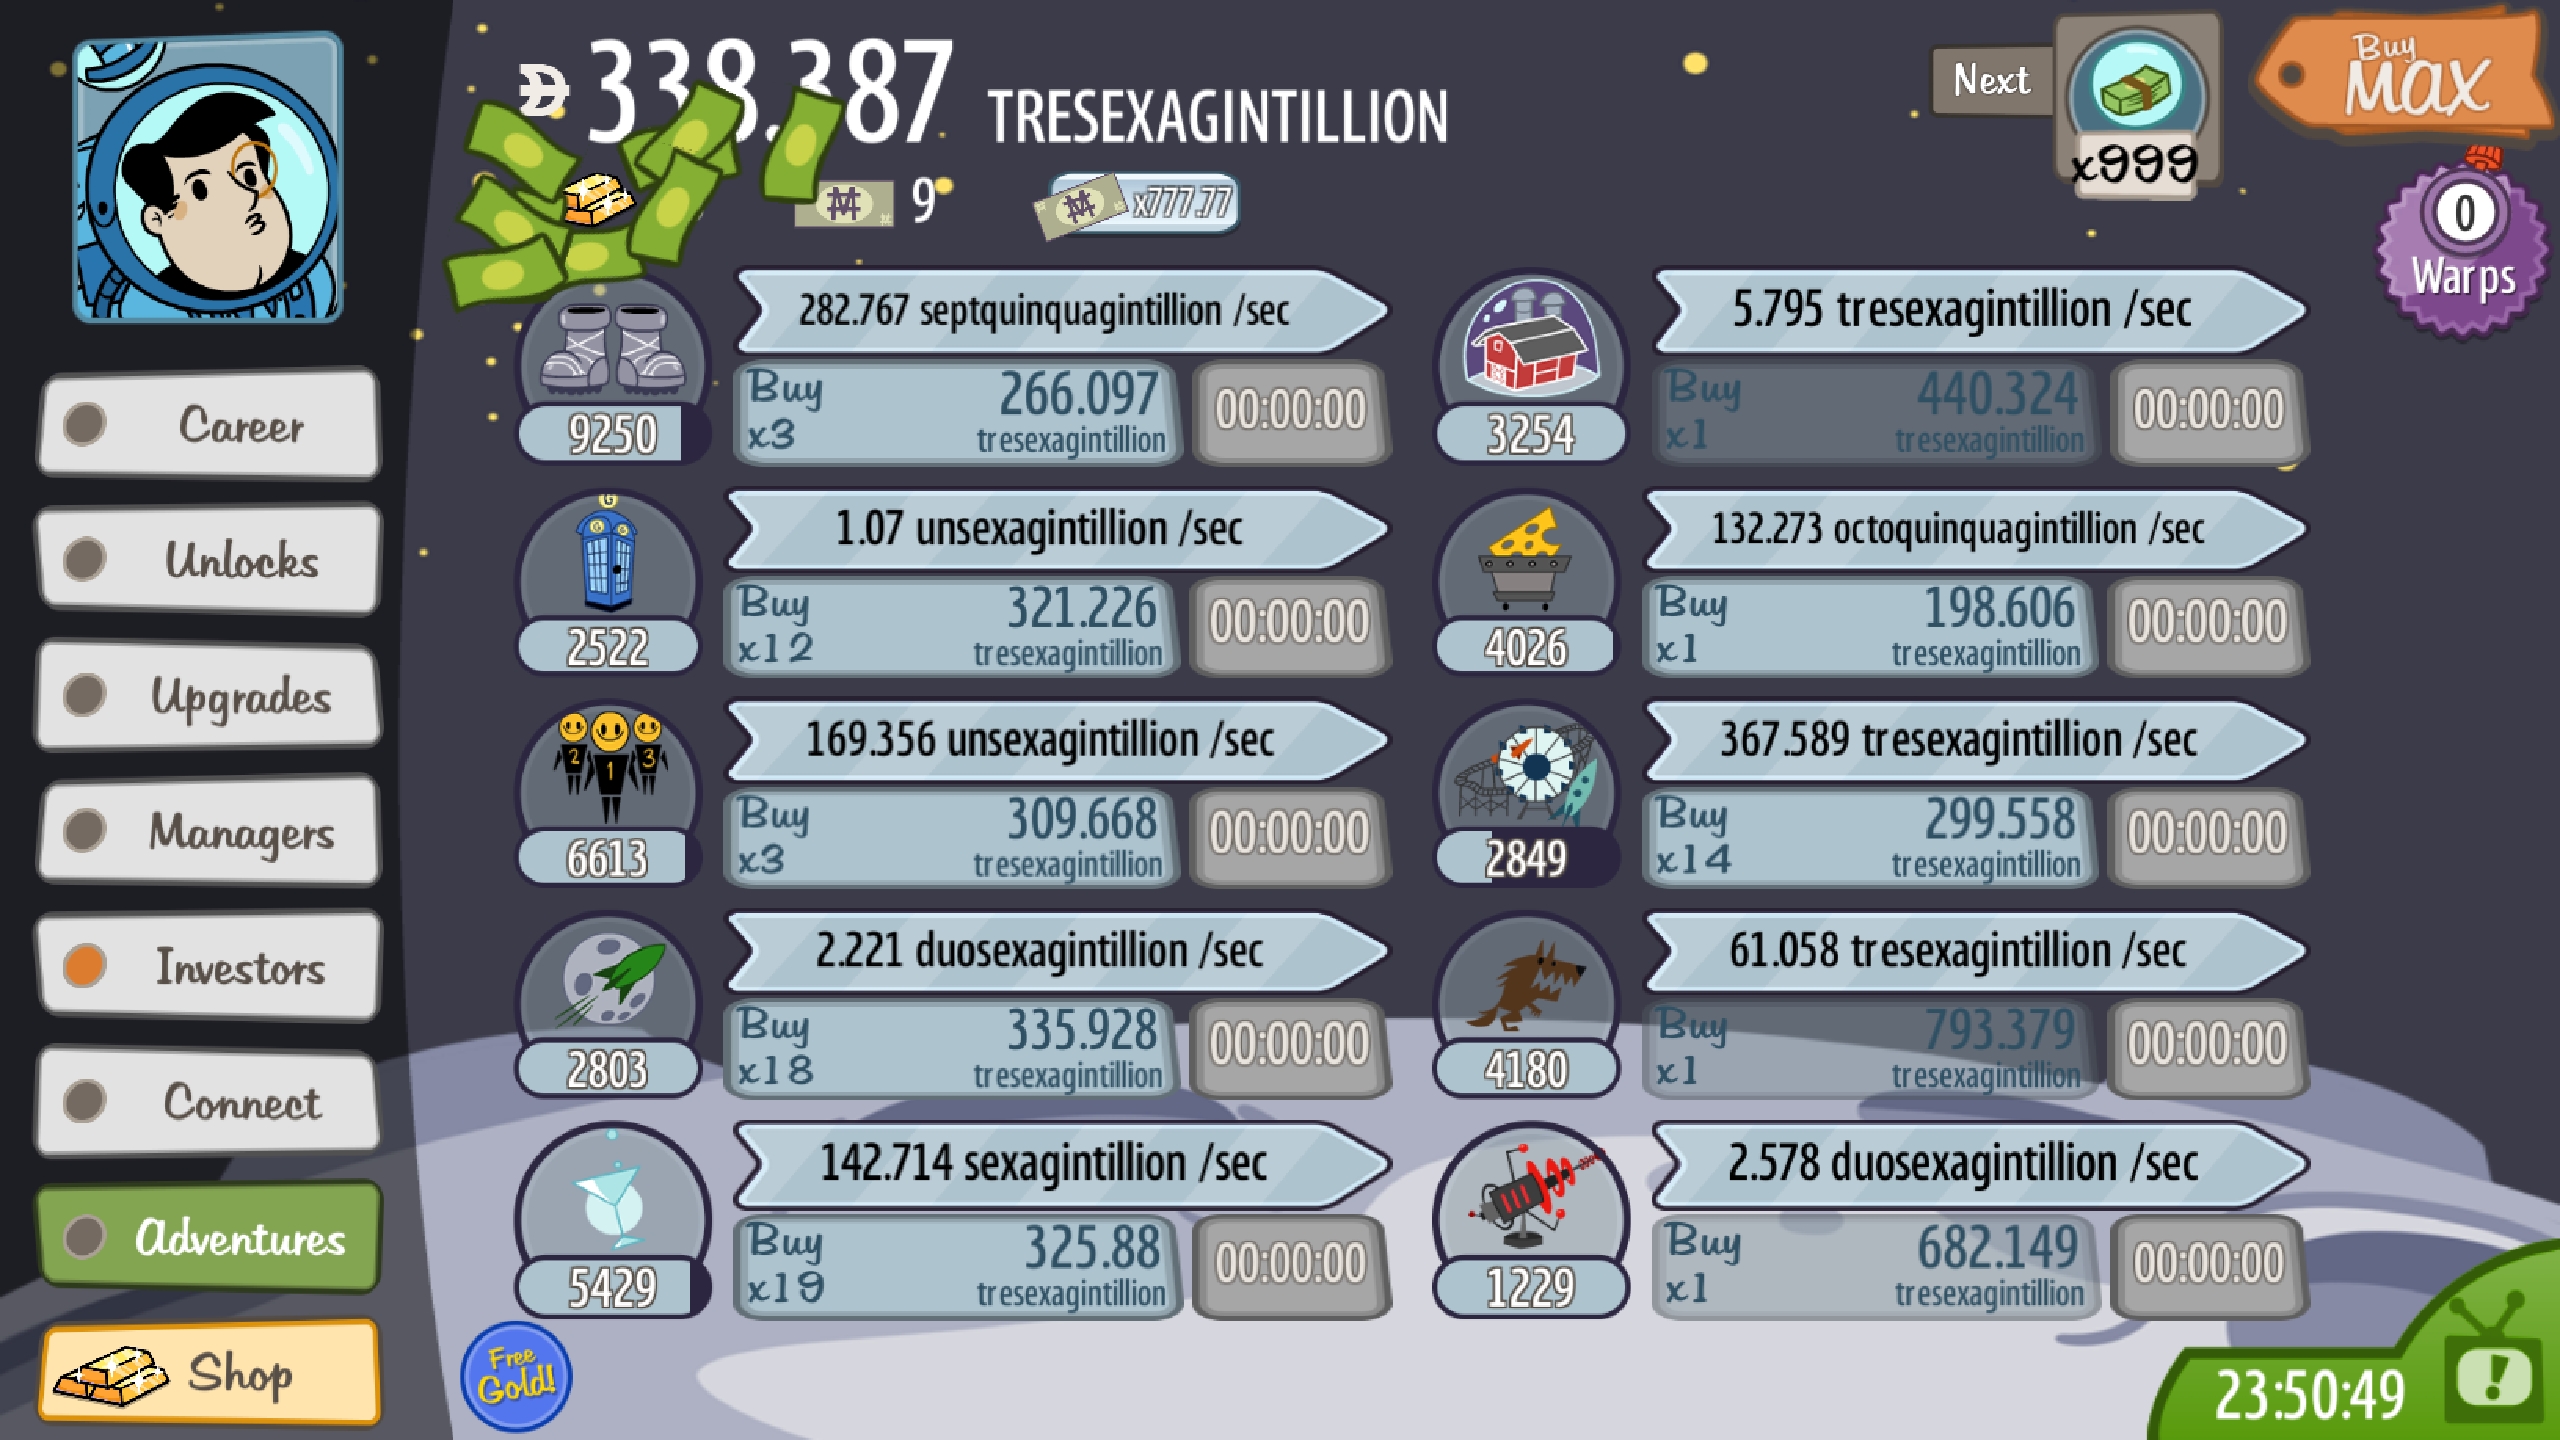 338.387 TRESEXAGINTILLION
9
x777.77
Next
x999
Buy
MAX
0
Warps
Career
Unlocks
Upgrades
Managers
Investors
Connect
Adventures
Shop
282.767 septquinquagintillion /sec
9250
Buy
x3
266.097
tresexagintillion
00:00:00
5.795 tresexagintillion /sec
3254
Buy
x1
440.324
tresexagintillion
00:00:00
1.07 unsexagintillion /sec
2522
Buy
x12
321.226
tresexagintillion
00:00:00
132.273 octoquinquagintillion /sec
4026
Buy
x1
198.606
tresexagintillion
00:00:00
169.356 unsexagintillion /sec
2 1 3
6613
Buy
x3
309.668
tresexagintillion
00:00:00
367.589 tresexagintillion /sec
2849
Buy
x14
299.558
tresexagintillion
00:00:00
2.221 duosexagintillion /sec
2803
Buy
x18
335.928
tresexagintillion
00:00:00
61.058 tresexagintillion /sec
4180
Buy
x1
793.379
tresexagintillion
00:00:00
142.714 sexagintillion /sec
5429
Buy
x19
325.88
tresexagintillion
00:00:00
2.578 duosexagintillion /sec
1229
Buy
x1
682.149
tresexagintillion
00:00:00
Free
Gold!
23:50:49
!